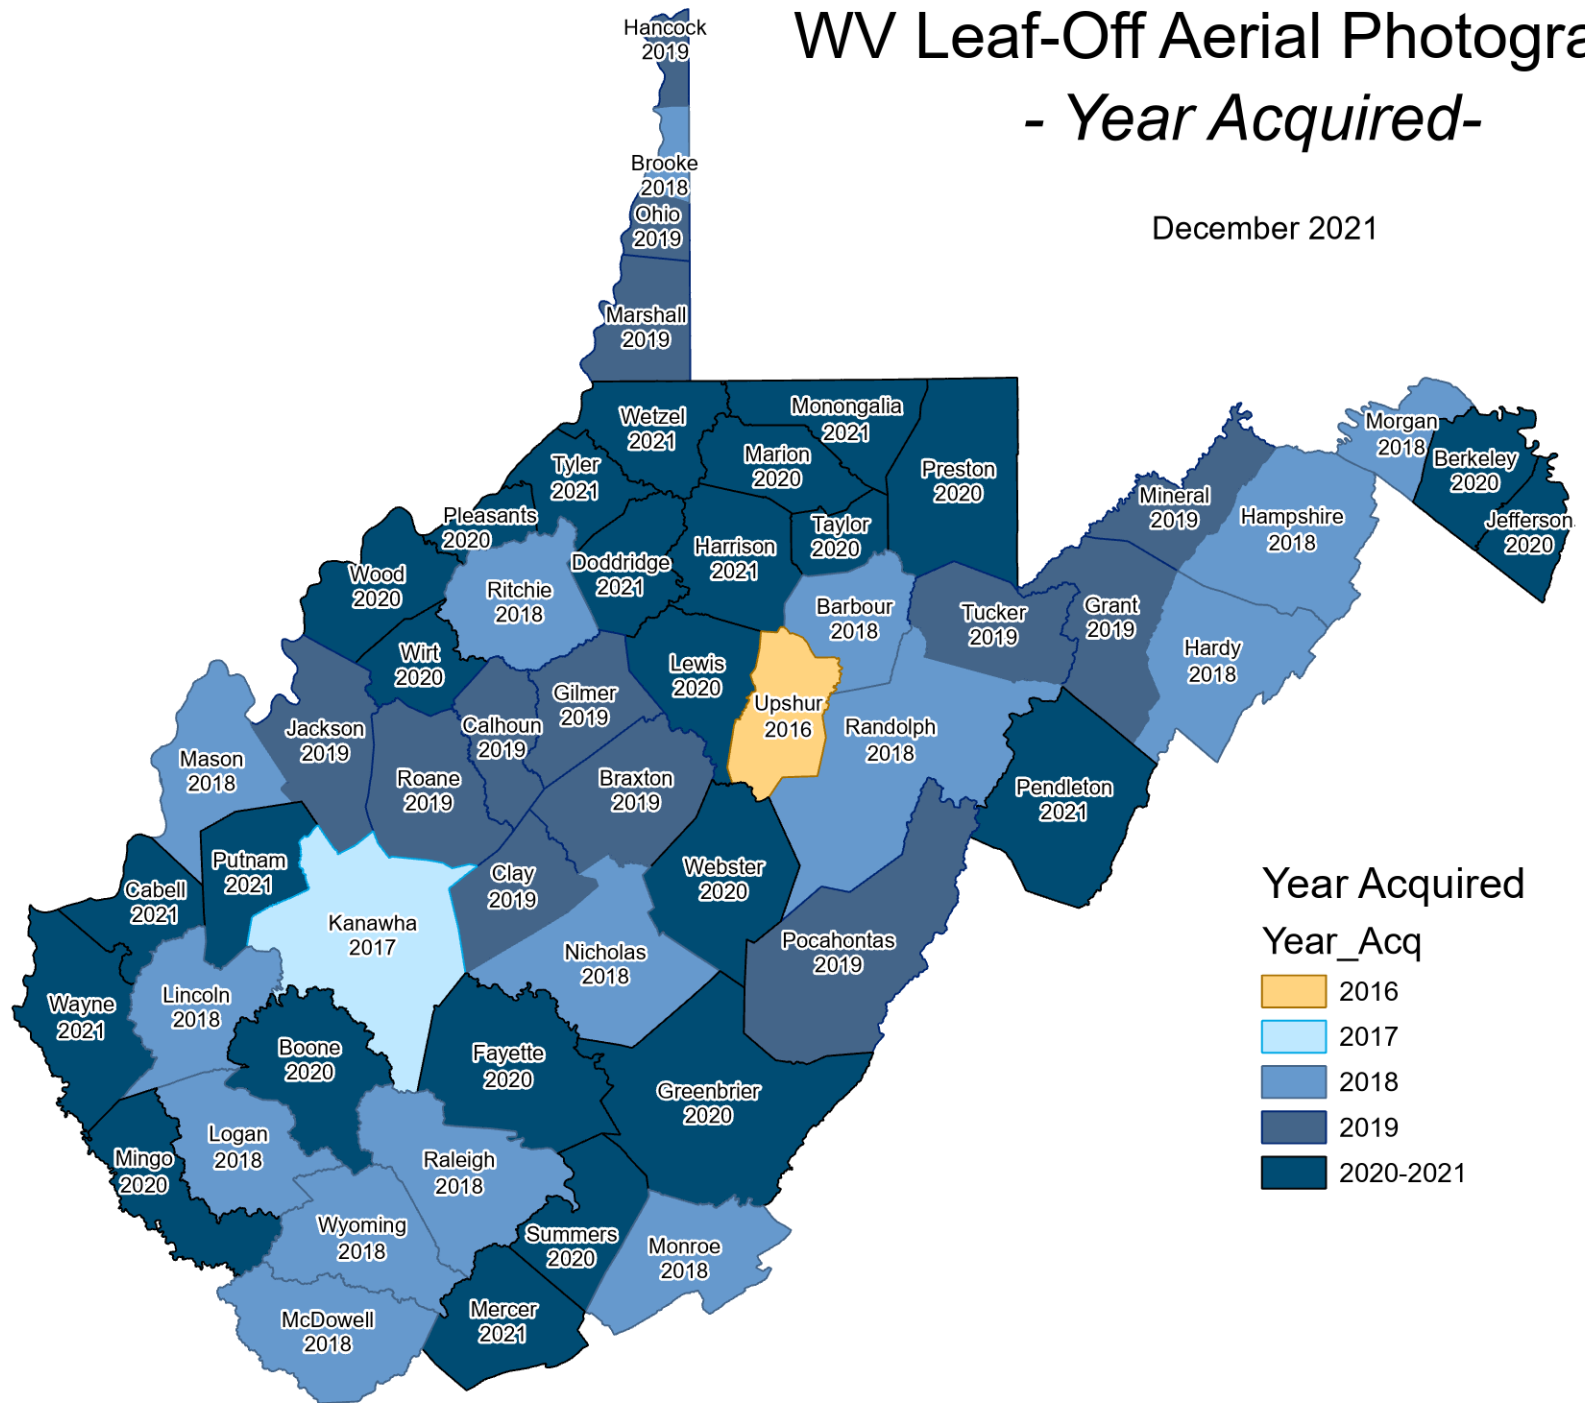 WV Leaf-Off Aerial Photogra
- Year Acquired-
December 2021
Hancock
2019
Brooke
2018
Ohio
2019
Marshall
2019
Wetzel
2021
Monongalia
2021
Marion
2020
Preston
2020
Tyler
2021
Pleasants
2020
Doddridge
2021
Harrison
2021
Taylor
2020
Morgan
2018
Berkeley
2020
Jefferson
2020
Mineral
2019
Hampshire
2018
Wood
2020
Ritchie
2018
Barbour
2018
Tucker
2019
Grant
2019
Hardy
2018
Wirt
2020
Lewis
2020
Gilmer
2019
Calhoun
2019
Upshur
2016
Randolph
2018
Jackson
2019
Mason
2018
Roane
2019
Braxton
2019
Pendleton
2021
Putnam
2021
Cabell
2021
Clay
2019
Webster
2020
Kanawha
2017
Nicholas
2018
Pocahontas
2019
Wayne
2021
Lincoln
2018
Boone
2020
Fayette
2020
Greenbrier
2020
Logan
2018
Mingo
2020
Raleigh
2018
Wyoming
2018
Summers
2020
Monroe
2018
McDowell
2018
Mercer
2021
Year Acquired
Year_Acq
2016
2017
2018
2019
2020-2021